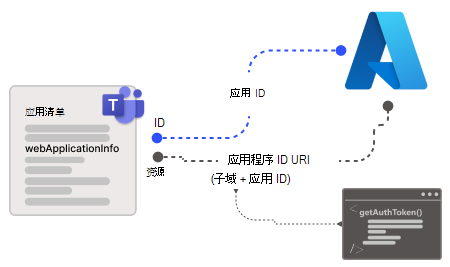 应用 ID
应用清单
T
ID
webApplicationInfo
应用程序 ID URI
资源
(子域 + 应用 ID)
<getAuthToken()
/>